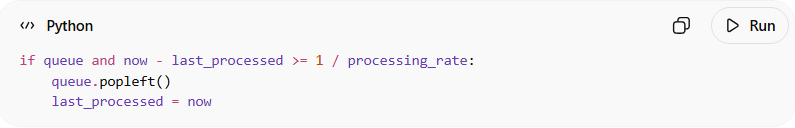 Python
Run
if queue and now - last_processed >= 1 / processing_rate:
    queue.popleft()
    last_processed = now